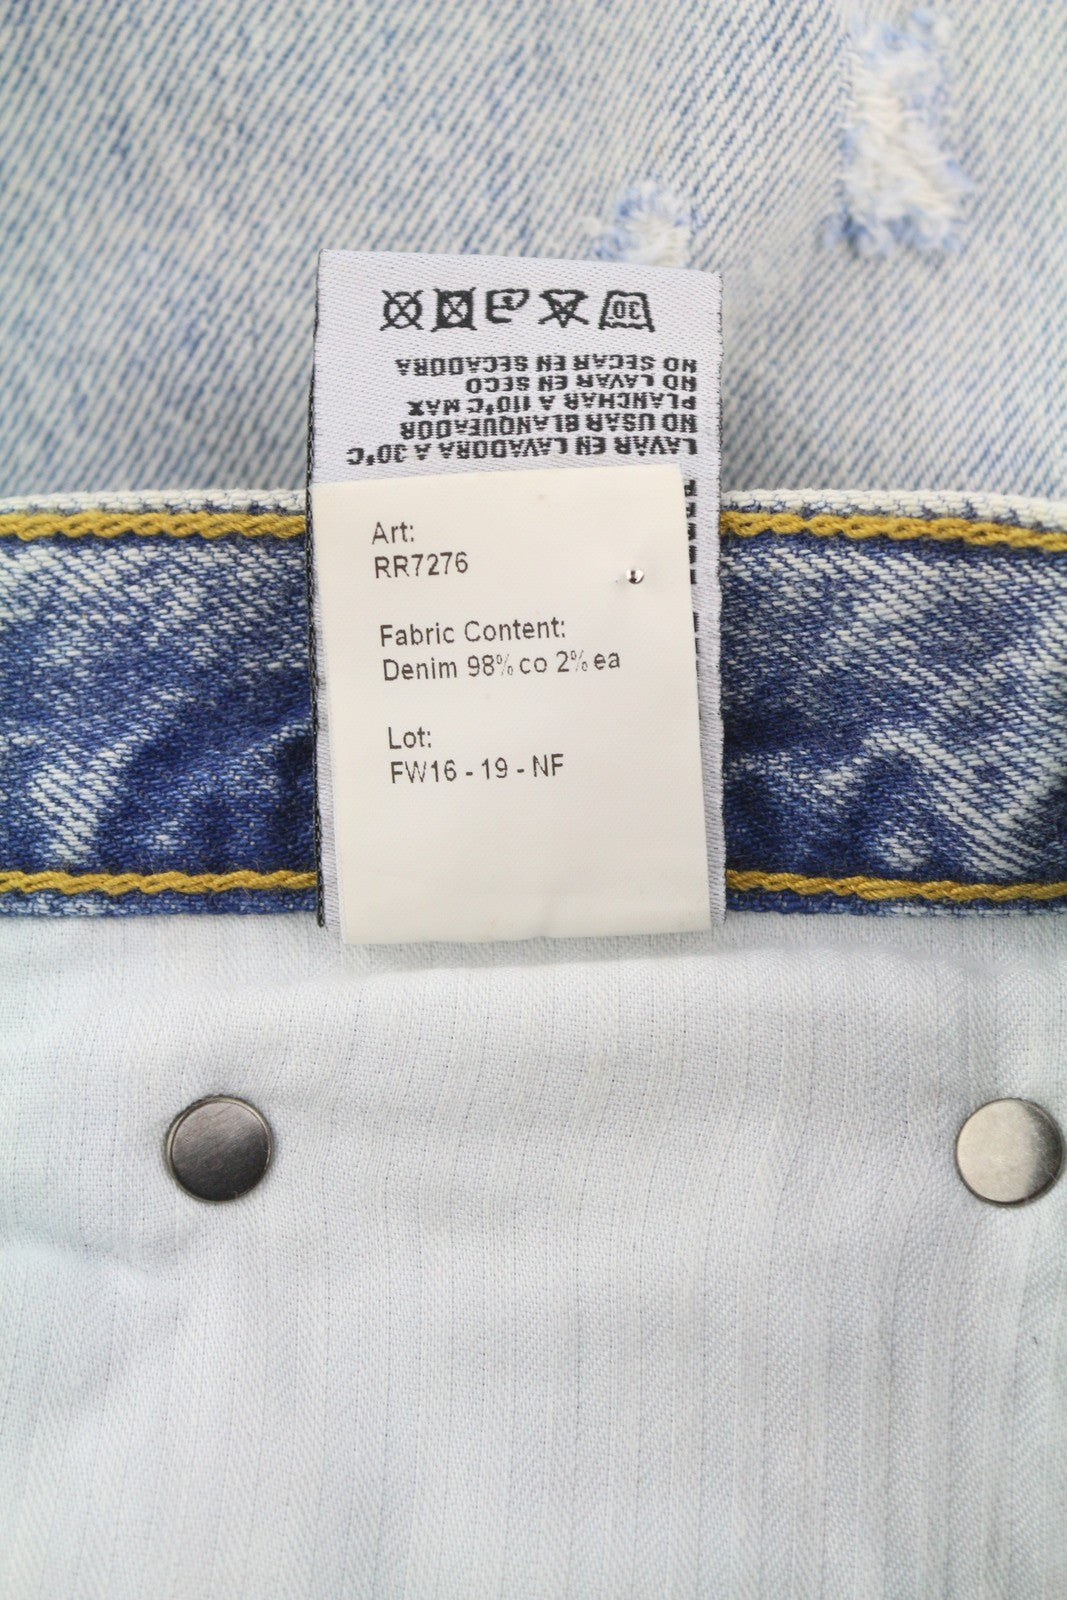 LAVAR EN LAVADORA A 30°C
NO USAR BLANQUEADOR
PLANCHAR A 110°C MAX
NO LAVAR EN SECO
NO SECAR EN SECADORA
30
Art:
RR7276
Fabric Content:
Denim 98% co 2% ea
Lot:
FW16 - 19 - NF